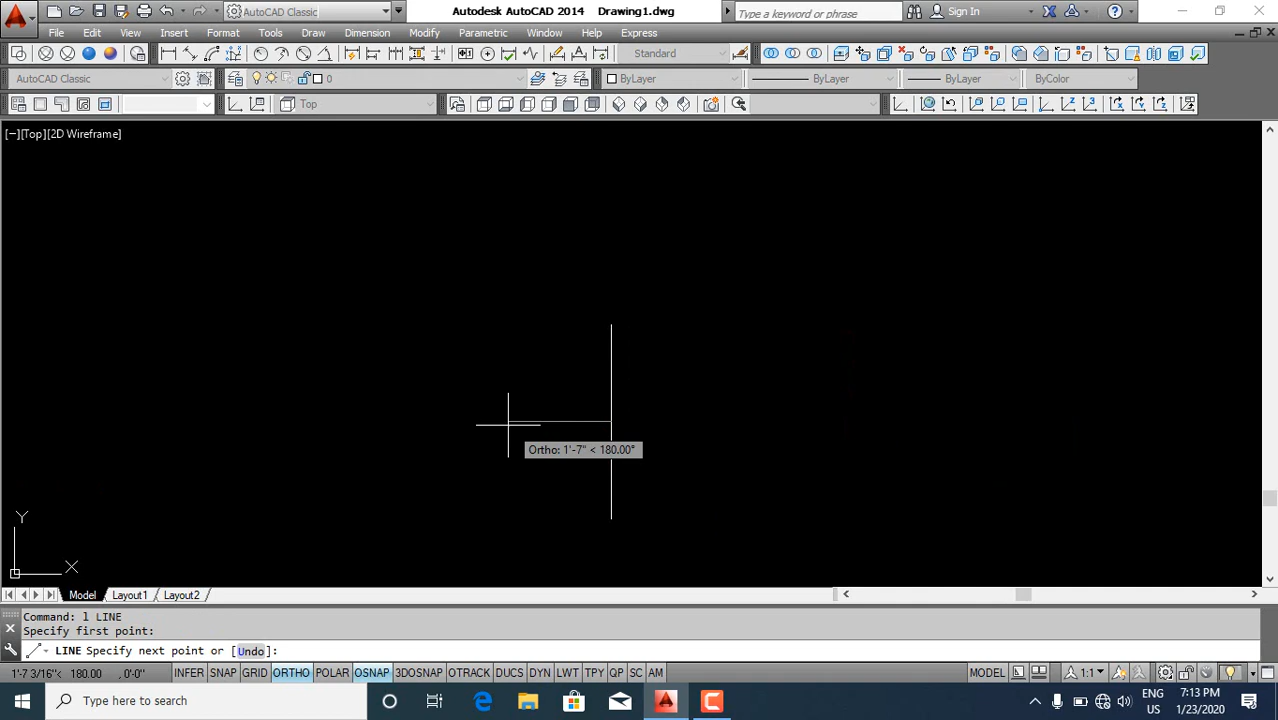 AutoCAD Classic
Autodesk AutoCAD 2014 Drawing1.dwg
Type a keyword or phrase
Sign In
File Edit View Insert Format Tools Draw Dimension Modify Parametric Window Help Express
Standard
AutoCAD Classic
0
ByLayer
ByLayer
ByLayer
ByColor
Top
[−][Top][2D Wireframe]
Ortho: 1'-7" < 180.00°
Y
X
Model Layout1 Layout2
Command: l LINE
Specify first point:
LINE Specify next point or [Undo]:
1'-7 3/16"< 180.00 , 0'-0"
INFER SNAP GRID ORTHO POLAR OSNAP 3DOSNAP OTRACK DUCS DYN LWT TPY QP SC AM
MODEL
1:1
Type here to search
ENG
US
7:13 PM
1/23/2020